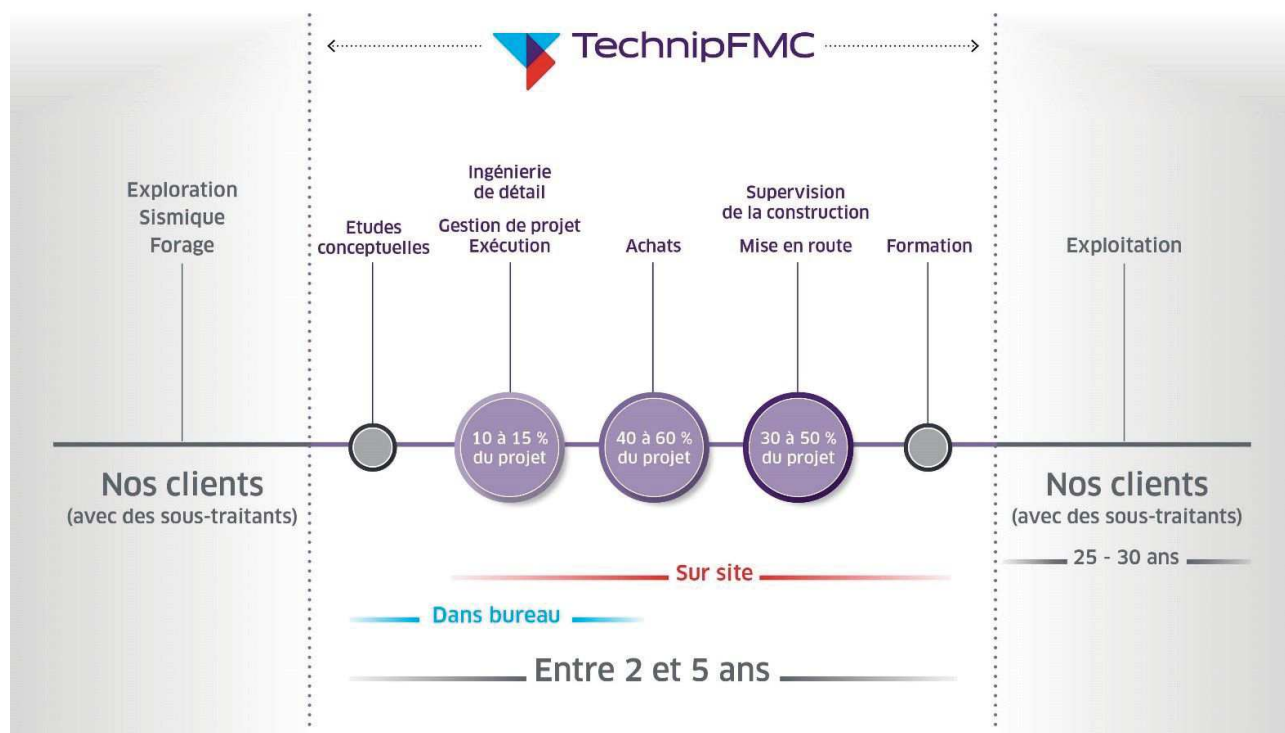 TechnipFMC
Exploration
Sismique
Forage
Etudes
conceptuelles
Ingénierie
de détail
Gestion de projet
Exécution
Achats
Supervision
de la construction
Mise en route
Formation
Exploitation
10 à 15 %
du projet
40 à 60 %
du projet
30 à 50 %
du projet
Nos clients
(avec des sous-traitants)
Nos clients
(avec des sous-traitants)
25 - 30 ans
Sur site
Dans bureau
Entre 2 et 5 ans